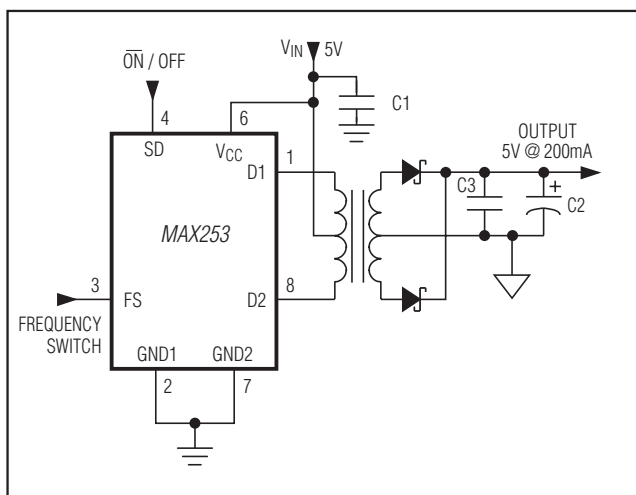 VIN 5V
ON / OFF
4
6
C1
SD
VCC
OUTPUT
5V @ 200mA
D1
1
C3
+
C2
MAX253
3
FS
D2
8
FREQUENCY
SWITCH
GND1
GND2
2
7